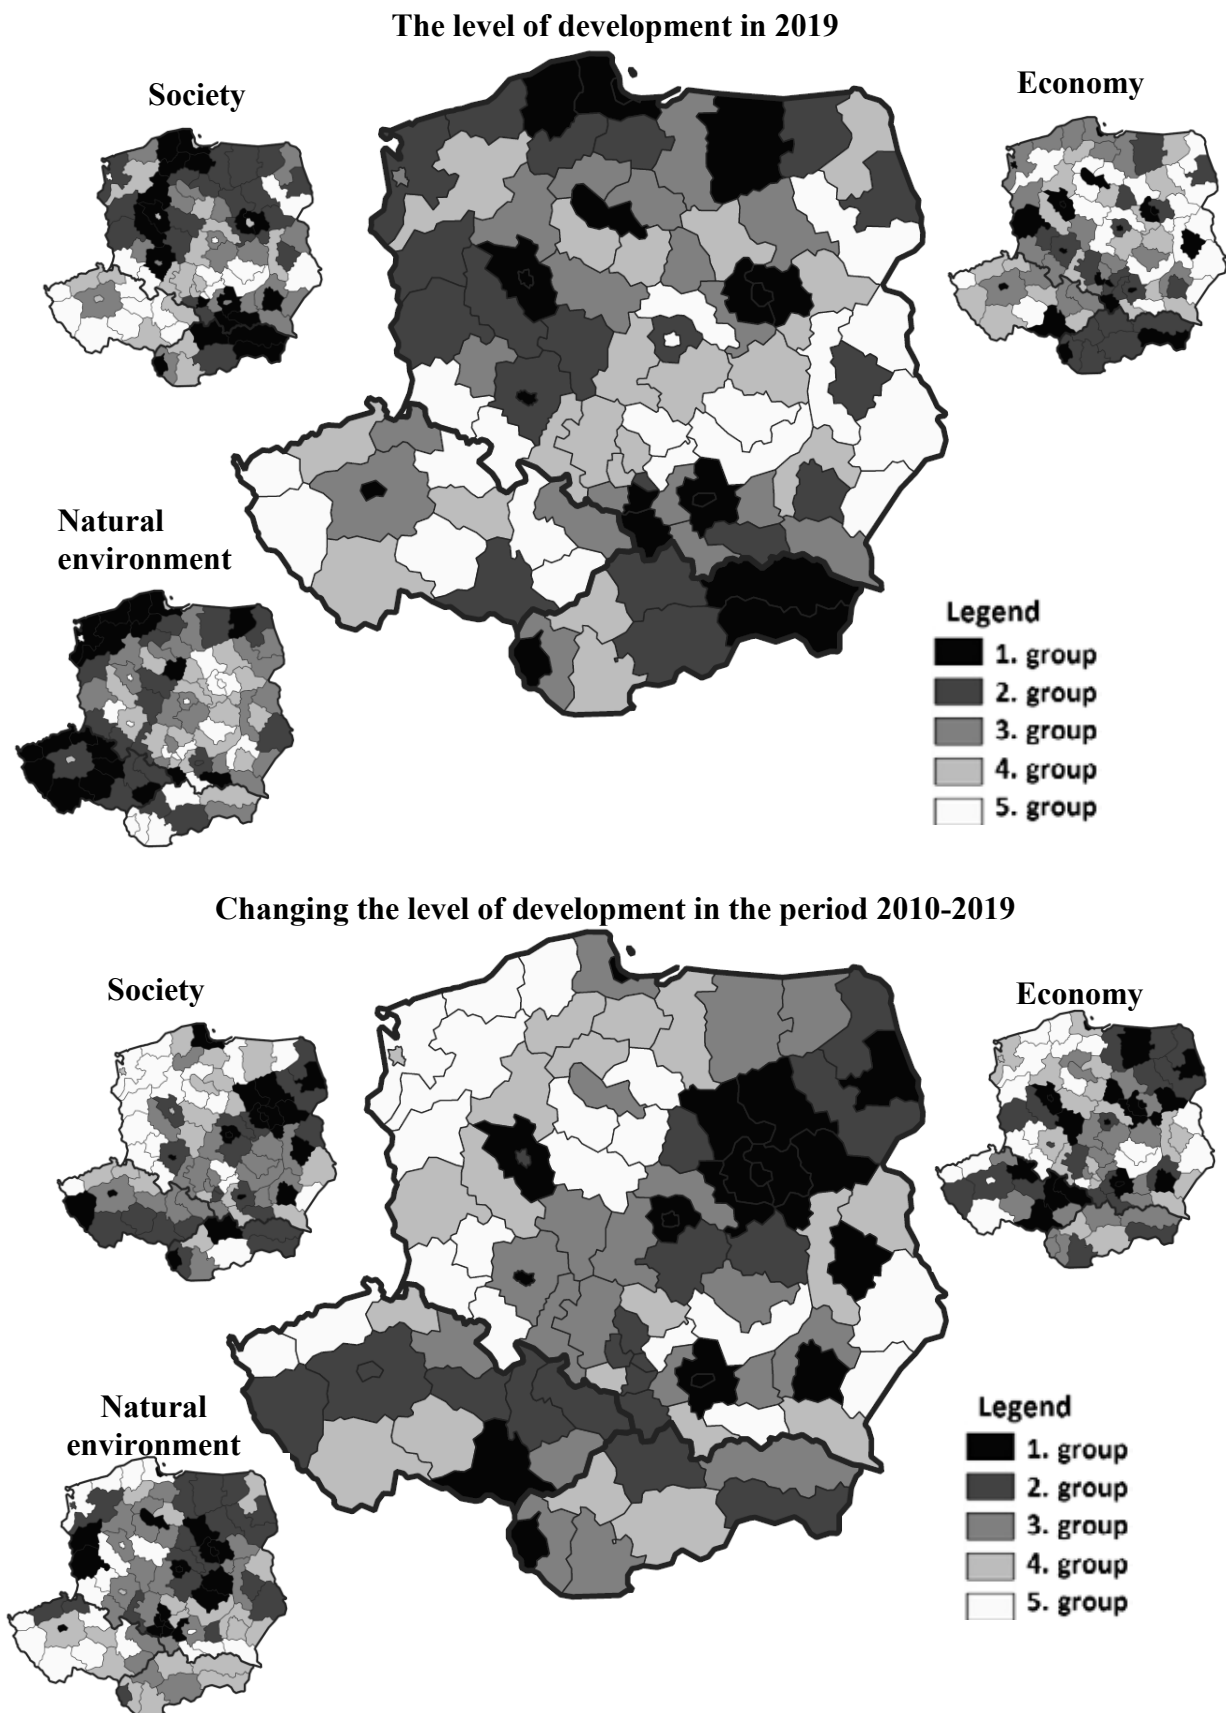 The level of development in 2019
Society
Economy
Natural
environment
Legend
1. group
2. group
3. group
4. group
5. group
Changing the level of development in the period 2010-2019
Society
Economy
Natural
environment
Legend
1. group
2. group
3. group
4. group
5. group